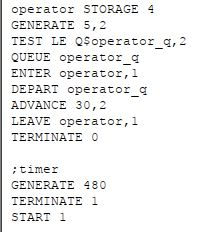 operator STORAGE 4
GENERATE 5,2
TEST LE Q$operator_q,2
QUEUE operator_q
ENTER operator,1
DEPART operator_q
ADVANCE 30,2
LEAVE operator,1
TERMINATE 0

;timer
GENERATE 480
TERMINATE 1
START 1